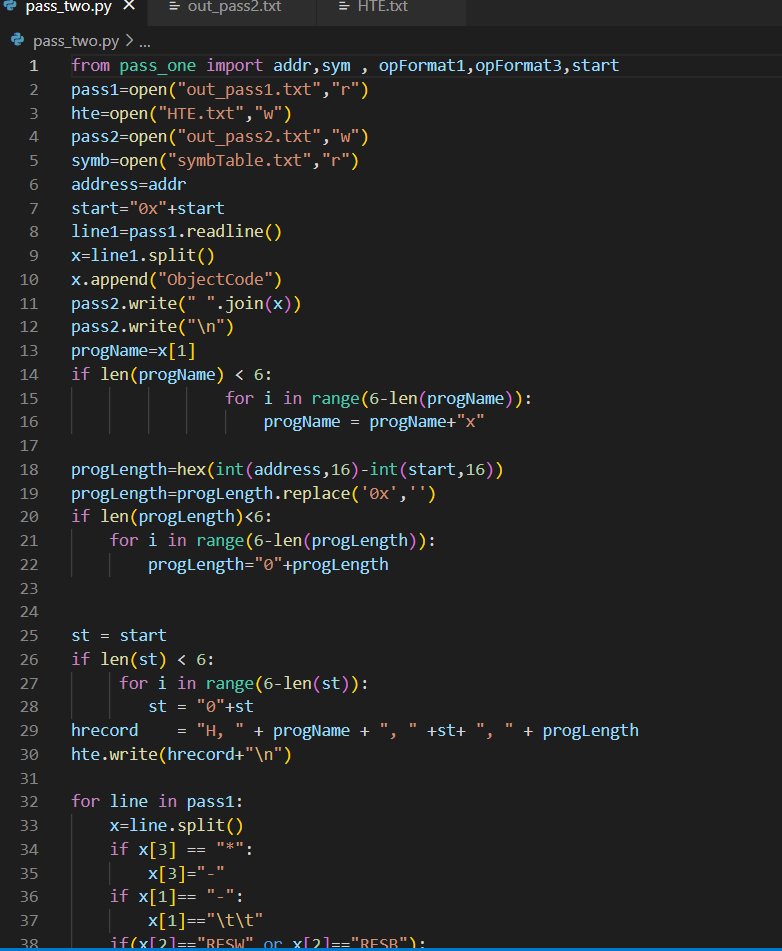 pass_two.py × out_pass2.txt HTE.txt
pass_two.py > ...
1 from pass_one import addr,sym , opFormat1,opFormat3,start
2 pass1=open("out_pass1.txt","r")
3 hte=open("HTE.txt","w")
4 pass2=open("out_pass2.txt","w")
5 symb=open("symbTable.txt","r")
6 address=addr
7 start="0x"+start
8 line1=pass1.readline()
9 x=line1.split()
10 x.append("ObjectCode")
11 pass2.write(" ".join(x))
12 pass2.write("\n")
13 progName=x[1]
14 if len(progName) < 6:
15 for i in range(6-len(progName)):
16 progName = progName+"x"
17
18 progLength=hex(int(address,16)-int(start,16))
19 progLength=progLength.replace('0x','')
20 if len(progLength)<6:
21 for i in range(6-len(progLength)):
22 progLength="0"+progLength
23
24
25 st = start
26 if len(st) < 6:
27 for i in range(6-len(st)):
28 st = "0"+st
29 hrecord = "H, " + progName + ", " +st+ ", " + progLength
30 hte.write(hrecord+"\n")
31
32 for line in pass1:
33 x=line.split()
34 if x[3] == "*":
35 x[3]="-"
36 if x[1]== "-":
37 x[1]=="\t\t"
38 if(x[2]=="RESW" or x[2]=="RESB"):